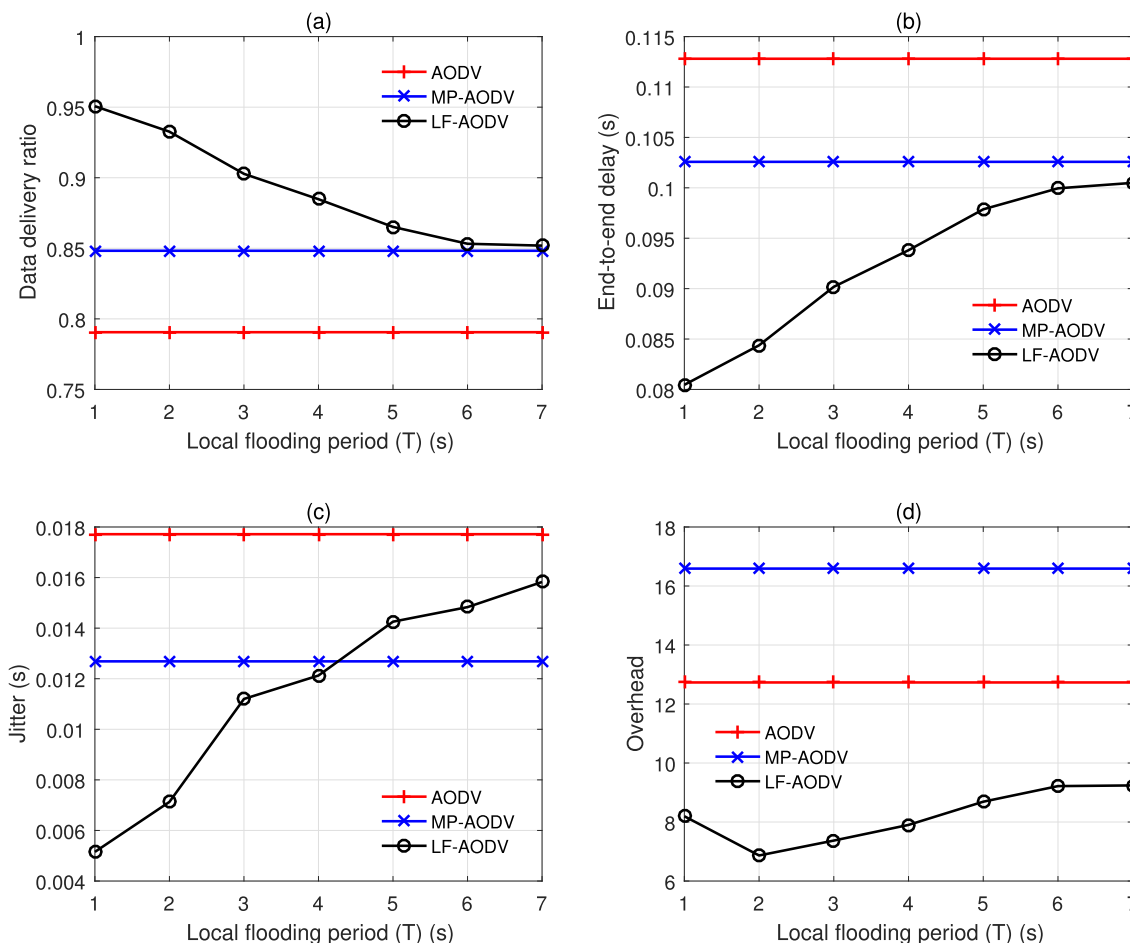 (a)
1
0.95
0.9
0.85
0.8
0.75
Data delivery ratio
AODV
MP-AODV
LF-AODV
1 2 3 4 5 6 7
Local flooding period (T) (s)
(b)
0.115
0.11
0.105
0.1
0.095
0.09
0.085
0.08
End-to-end delay (s)
AODV
MP-AODV
LF-AODV
1 2 3 4 5 6 7
Local flooding period (T) (s)
(c)
0.018
0.016
0.014
0.012
0.01
0.008
0.006
0.004
Jitter (s)
AODV
MP-AODV
LF-AODV
1 2 3 4 5 6 7
Local flooding period (T) (s)
(d)
18
16
14
12
10
8
6
Overhead
AODV
MP-AODV
LF-AODV
1 2 3 4 5 6 7
Local flooding period (T) (s)